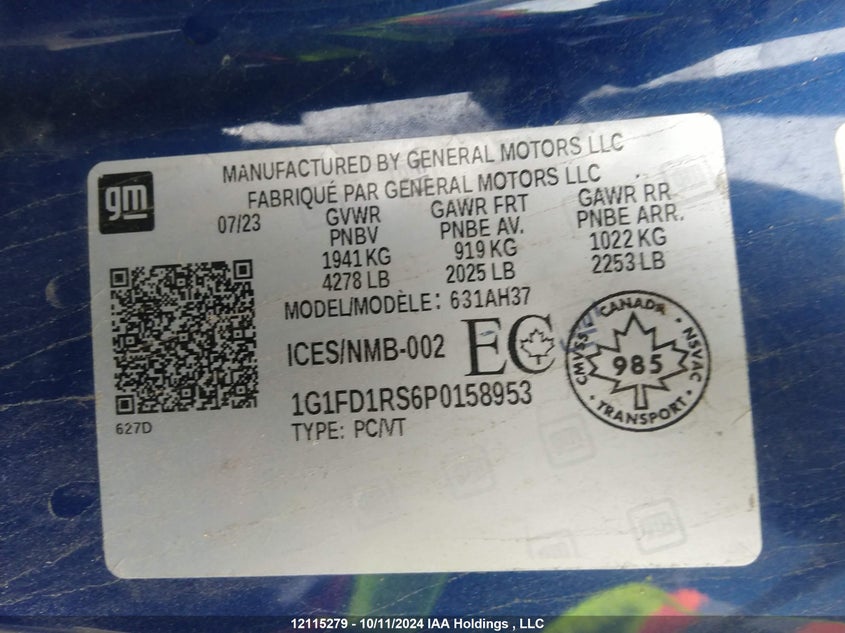 MANUFACTURED BY GENERAL MOTORS LLC
FABRIQUÉ PAR GENERAL MOTORS LLC
gm
07/23
GVWR
PNBV
1941 KG
4278 LB
GAWR FRT
PNBE AV.
919 KG
2025 LB
GAWR RR
PNBE ARR.
1022 KG
2253 LB
MODEL/MODÈLE: 631AH37
ICES/NMB-002
EC
CANADA
CMVSS
NSVAC
985
TRANSPORT
1G1FD1RS6P0158953
TYPE: PC/VT
627D
12115279 - 10/11/2024 IAA Holdings , LLC